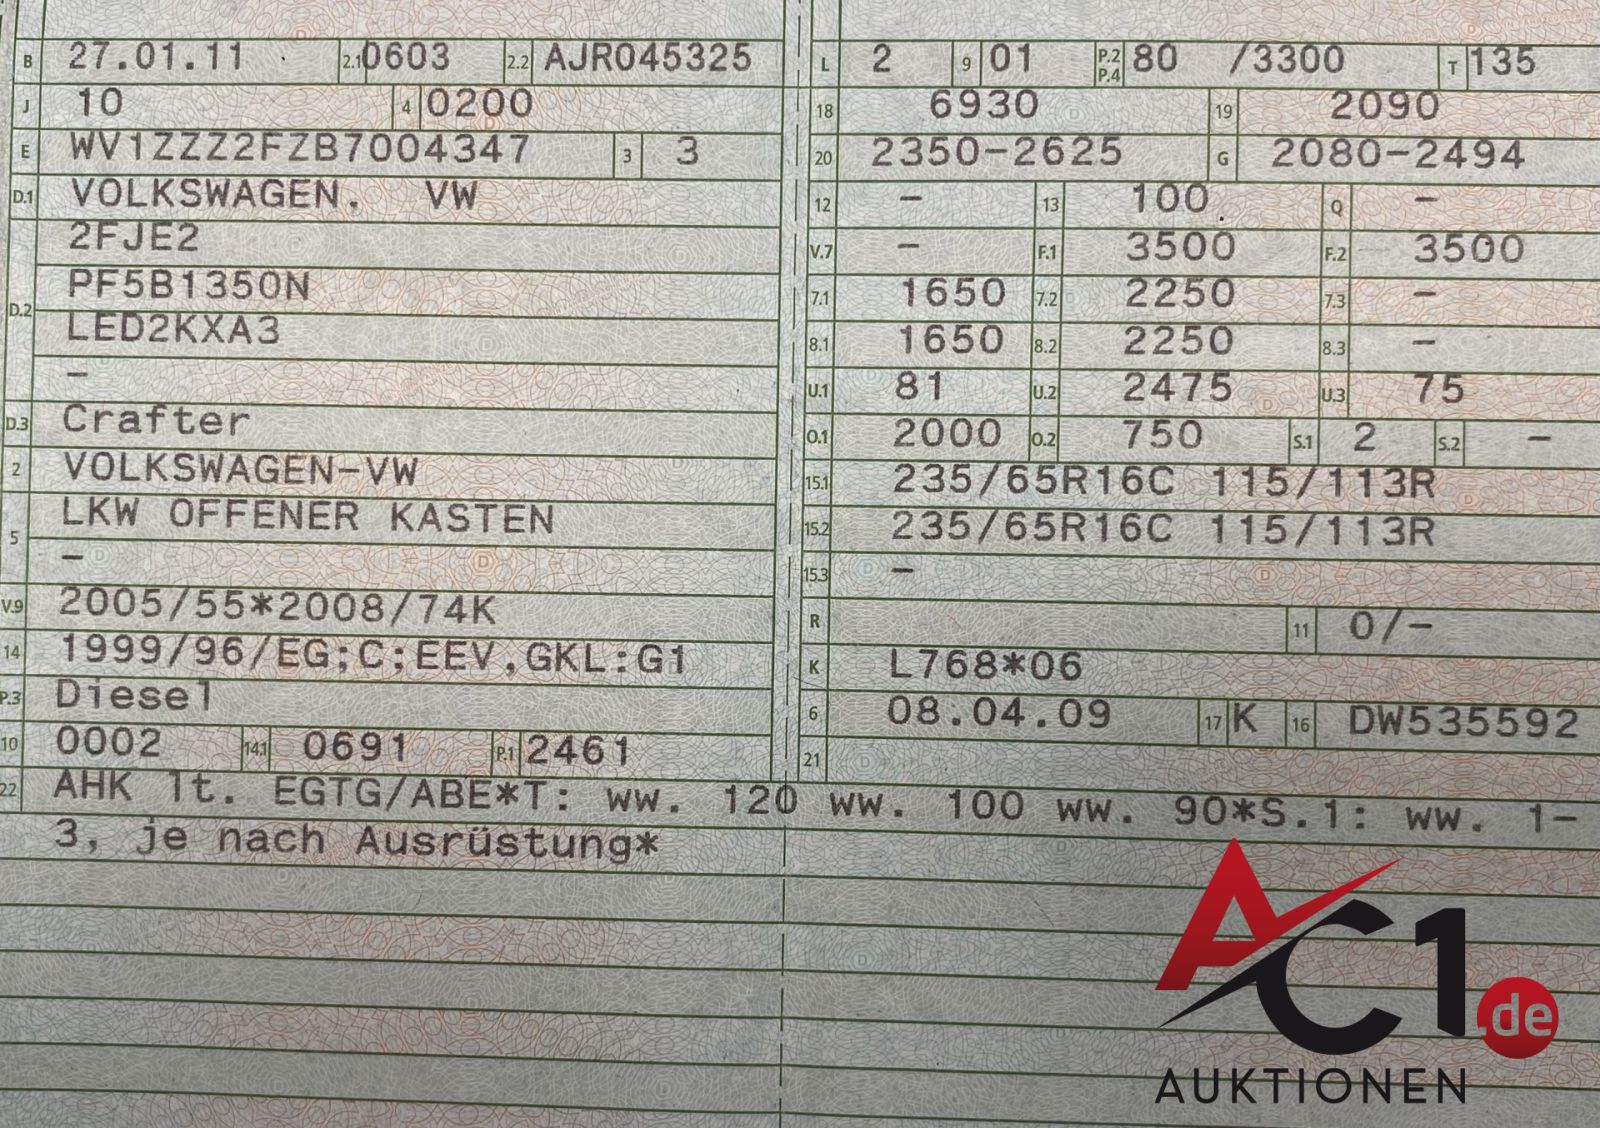 B 27.01.11 2.1 0603 2.2 AJR045325 L 2 9 01 P.2 P.4 80 /3300 T 135
J 10 4 0200 18 6930 19 2090
E WV1ZZZ2FZB7004347 3 3 20 2350-2625 G 2080-2494
D.1 VOLKSWAGEN, VW 12 - 13 100 Q -
2FJE2 V.7 - F.1 3500 F.2 3500
D.2 PF5B1350N 7.1 1650 7.2 2250 7.3 -
LED2KXA3 8.1 1650 8.2 2250 8.3 -
- U.1 81 U.2 2475 U.3 75
D.3 Crafter O.1 2000 O.2 750 S.1 2 S.2 -
2 VOLKSWAGEN-VW 15.1 235/65R16C 115/113R
5 LKW OFFENER KASTEN 15.2 235/65R16C 115/113R
- 15.3 -
V.9 2005/55*2008/74K R 11 0/-
14 1999/96/EG;C;EEV,GKL:G1 K L768*06
P.3 Diesel 6 08.04.09 17 K 16 DW535592
10 0002 14.1 0691 P.1 2461 21
22 AHK lt. EGTG/ABE*T: ww. 120 ww. 100 ww. 90*S.1: ww. 1-
3, je nach Ausrüstung*
AC1.de
AUKTIONEN